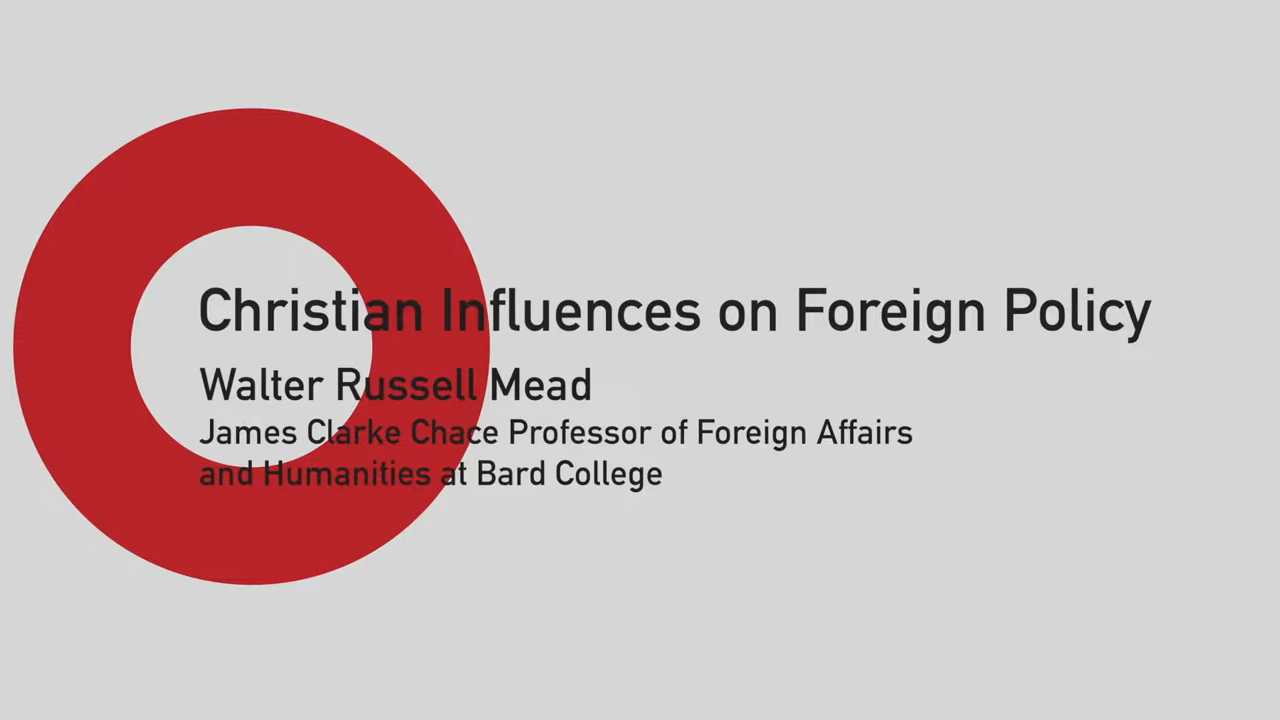 Christian Influences on Foreign Policy
Walter Russell Mead
James Clarke Chace Professor of Foreign Affairs
and Humanities at Bard College